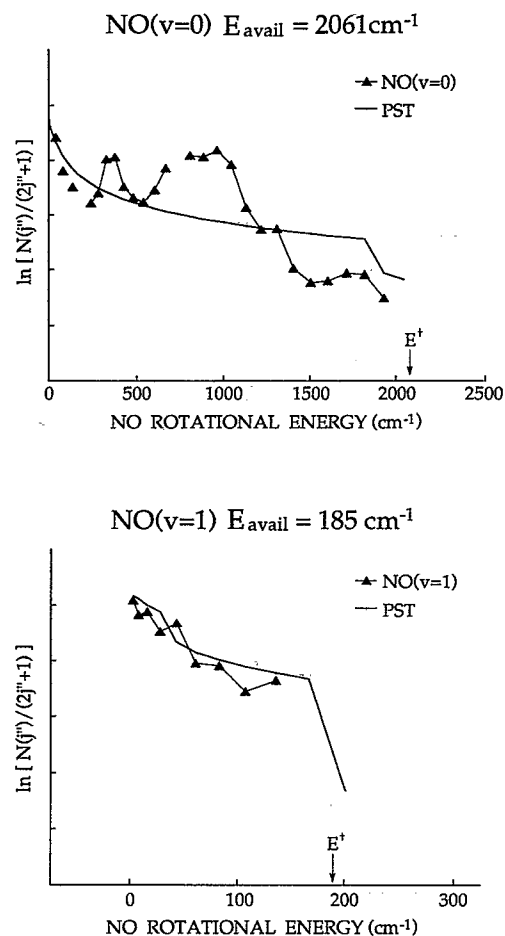 NO(v=0) E avail = 2061cm-1
NO(v=0)
PST
ln [ N(j")/(2j"+1) ]
E†
0 500 1000 1500 2000 2500
NO ROTATIONAL ENERGY (cm-1)
NO(v=1) E avail = 185 cm-1
NO(v=1)
PST
ln [ N(j")/(2j"+1) ]
E†
0 100 200 300
NO ROTATIONAL ENERGY (cm-1)